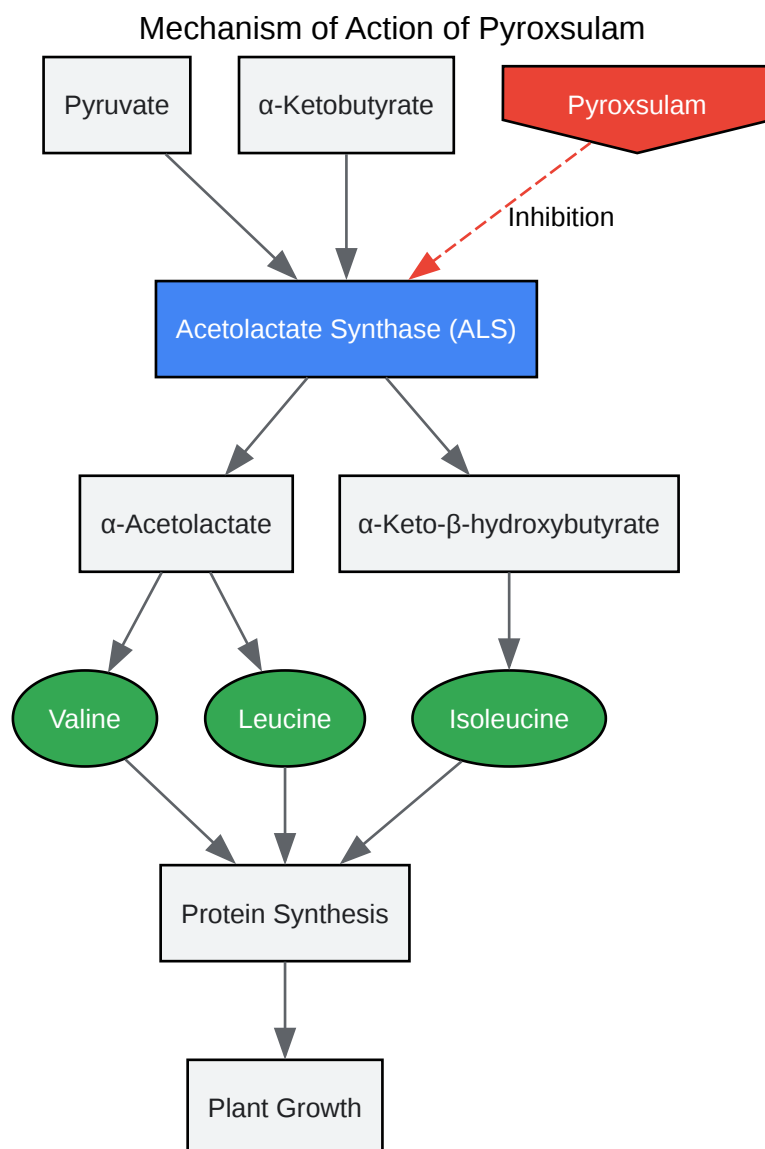 Mechanism of Action of Pyroxsulam
Pyruvate
α-Ketobutyrate
Pyroxsulam
Inhibition
Acetolactate Synthase (ALS)
α-Acetolactate
α-Keto-β-hydroxybutyrate
Valine
Leucine
Isoleucine
Protein Synthesis
Plant Growth